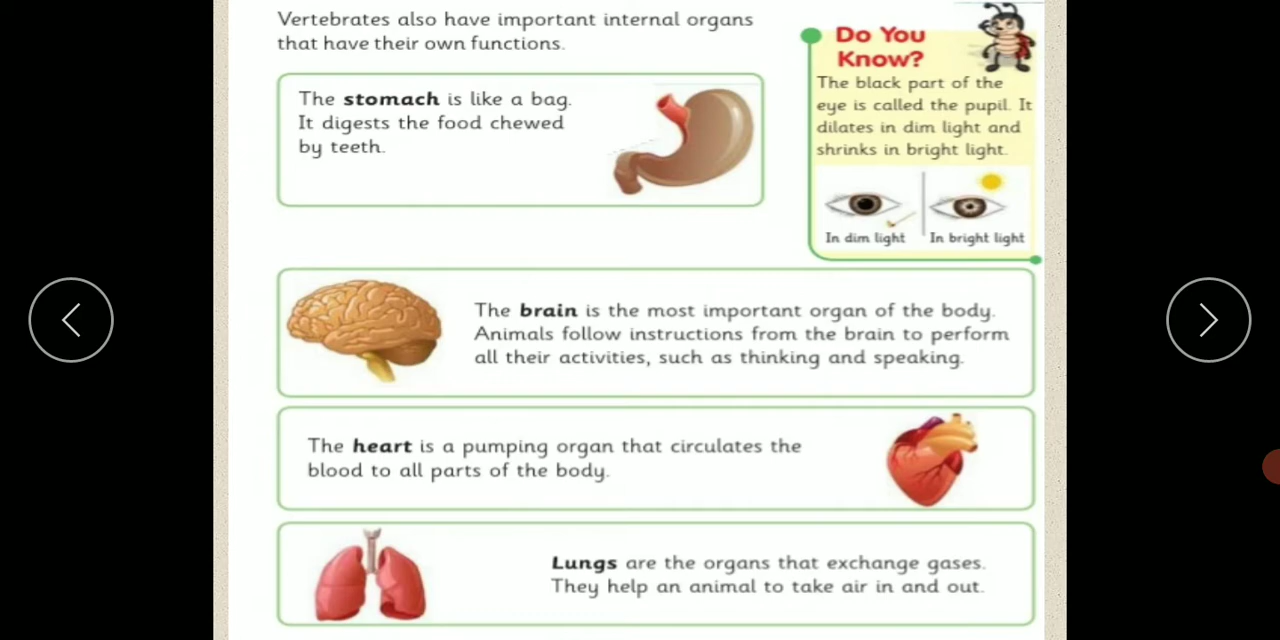 Vertebrates also have important internal organs
that have their own functions.
The stomach is like a bag.
It digests the food chewed
by teeth.
Do You
Know?
The black part of the
eye is called the pupil. It
dilates in dim light and
shrinks in bright light.
In dim light
In bright light
The brain is the most important organ of the body.
Animals follow instructions from the brain to perform
all their activities, such as thinking and speaking.
The heart is a pumping organ that circulates the
blood to all parts of the body.
Lungs are the organs that exchange gases.
They help an animal to take air in and out.